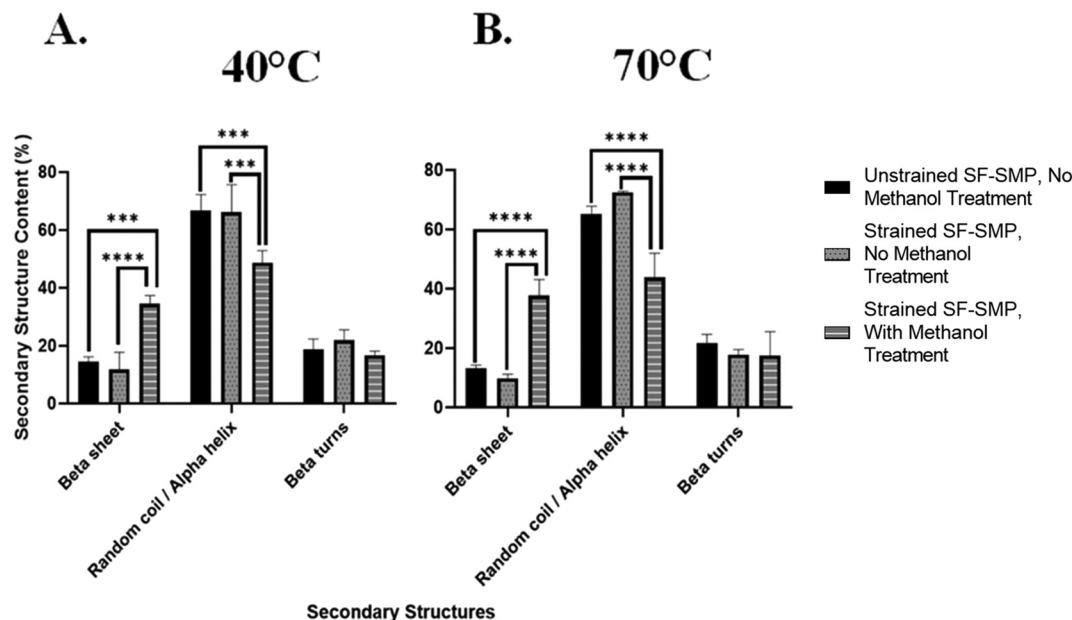 A.
40°C
B.
70°C
Secondary Structure Content (%)
80
60
40
20
0
***
****
***
***
Beta sheet
Random coil / Alpha helix
Beta turns
80
60
40
20
0
****
****
****
****
Beta sheet
Random coil / Alpha helix
Beta turns
Unstrained SF-SMP, No
Methanol Treatment
Strained SF-SMP,
No Methanol
Treatment
Strained SF-SMP,
With Methanol
Treatment
Secondary Structures